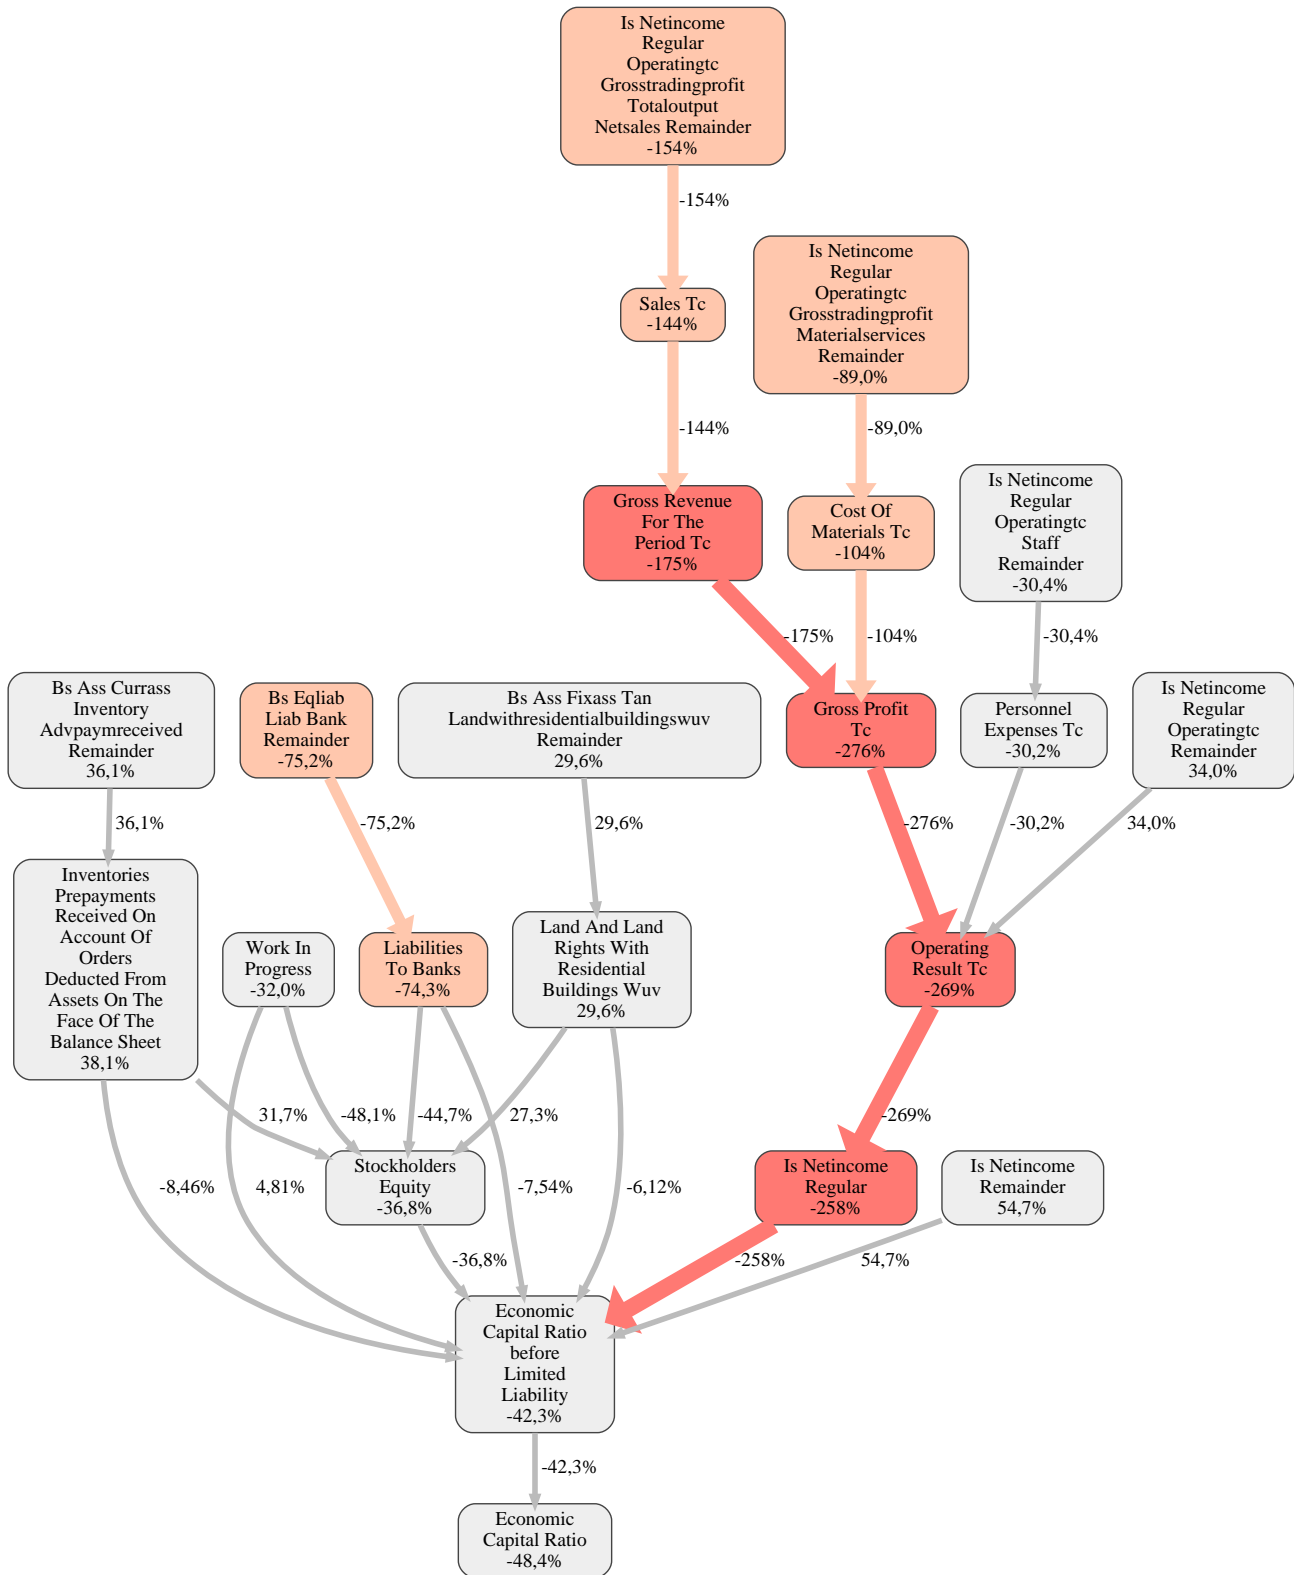 Is Netincome
Regular
Operatingtc
Grosstradingprofit
Totaloutput
Netsales Remainder
-154%
-154%
Is Netincome
Regular
Operatingtc
Grosstradingprofit
Materialservices
Remainder
-89,0%
Sales Tc
-144%
-144%
-89,0%
Is Netincome
Regular
Operatingtc
Staff
Remainder
-30,4%
Gross Revenue
For The
Period Tc
-175%
Cost Of
Materials Tc
-104%
-175%
-104%
-30,4%
Bs Ass Currass
Inventory
Advpaymreceived
Remainder
36,1%
Bs Eqliab
Liab Bank
Remainder
-75,2%
Bs Ass Fixass Tan
Landwithresidentialbuildingswuv
Remainder
29,6%
Gross Profit
Tc
-276%
Personnel
Expenses Tc
-30,2%
Is Netincome
Regular
Operatingtc
Remainder
34,0%
36,1%
-75,2%
29,6%
-276%
-30,2%
34,0%
Inventories
Prepayments
Received On
Account Of
Orders
Deducted From
Assets On The
Face Of The
Balance Sheet
38,1%
Work In
Progress
-32,0%
Liabilities
To Banks
-74,3%
Land And Land
Rights With
Residential
Buildings Wuv
29,6%
Operating
Result Tc
-269%
31,7%
-48,1%
-44,7%
27,3%
-269%
Stockholders
Equity
-36,8%
Is Netincome
Regular
-258%
Is Netincome
Remainder
54,7%
-8,46%
4,81%
-7,54%
-6,12%
-36,8%
-258%
54,7%
Economic
Capital Ratio
before
Limited
Liability
-42,3%
-42,3%
Economic
Capital Ratio
-48,4%